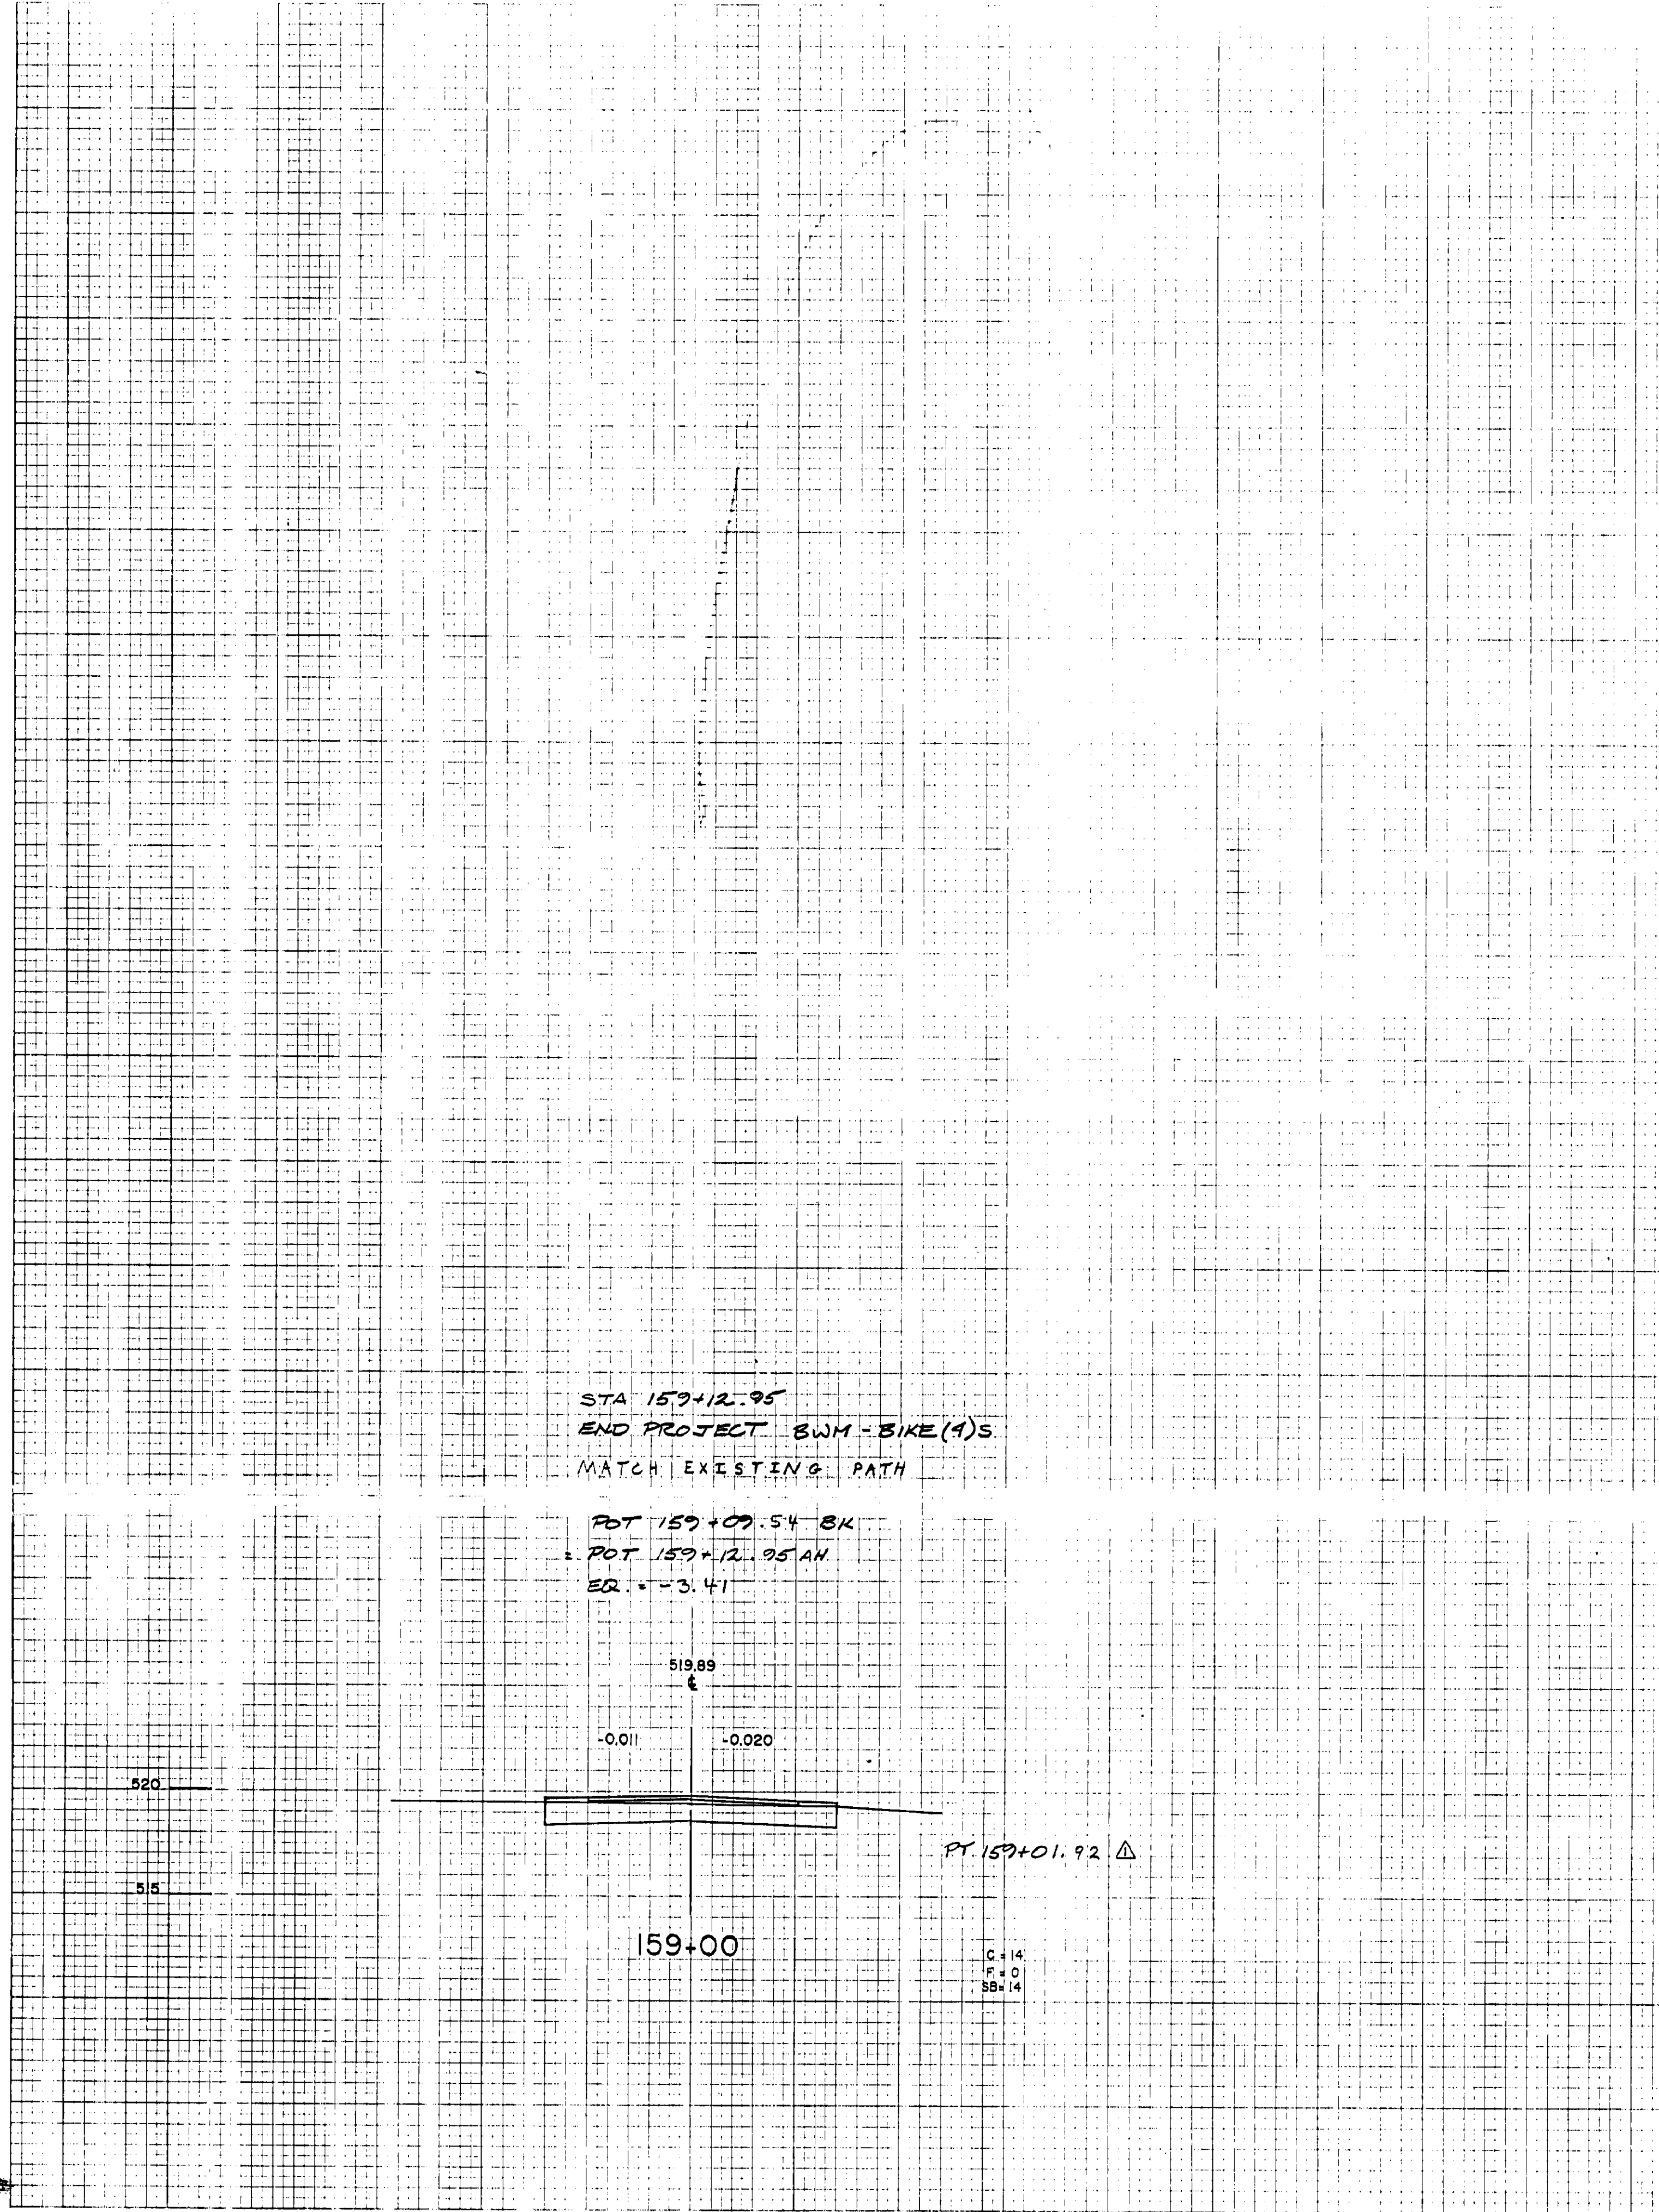 STA 159+12.95
END PROJECT BWM-BIKE(4)S
MATCH EXISTING PATH
POT 159+09.54 BK
= POT 159+12.95 AH
EQ. = -3.41
519.89
℄
-0.011 -0.020
520
PT 159+01.92 ⚠
515
159+00
C = 14
F = 0
SB= 14